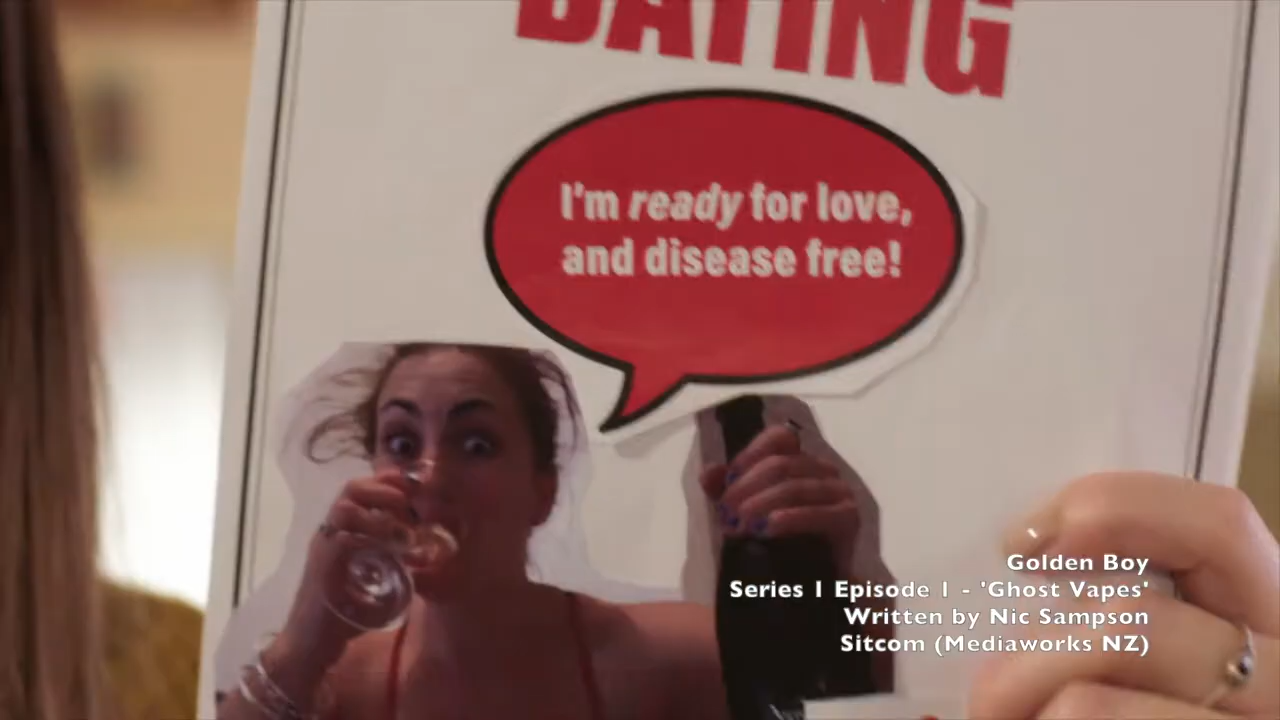 DATING
I'm ready for love,
and disease free!
Golden Boy
Series 1 Episode 1 - 'Ghost Vapes'
Written by Nic Sampson
Sitcom (Mediaworks NZ)